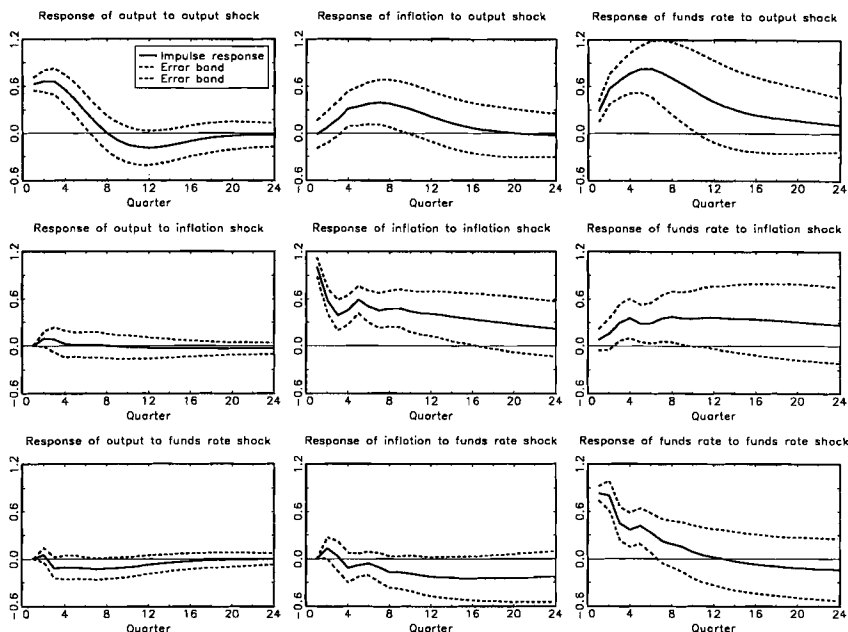 Response of output to output shock
Response of inflation to output shock
Response of funds rate to output shock
Impulse response
Error band
Error band
1.2
0.6
0.0
-0.6
0 4 8 12 16 20 24
Quarter
1.2
0.6
0.0
-0.6
0 4 8 12 16 20 24
Quarter
1.2
0.6
0.0
-0.6
0 4 8 12 16 20 24
Quarter
Response of output to inflation shock
Response of inflation to inflation shock
Response of funds rate to inflation shock
1.2
0.6
0.0
-0.6
0 4 8 12 16 20 24
Quarter
1.2
0.6
0.0
-0.6
0 4 8 12 16 20 24
Quarter
1.2
0.6
0.0
-0.6
0 4 8 12 16 20 24
Quarter
Response of output to funds rate shock
Response of inflation to funds rate shock
Response of funds rate to funds rate shock
1.2
0.6
0.0
-0.6
0 4 8 12 16 20 24
Quarter
1.2
0.6
0.0
-0.6
0 4 8 12 16 20 24
Quarter
1.2
0.6
0.0
-0.6
0 4 8 12 16 20 24
Quarter